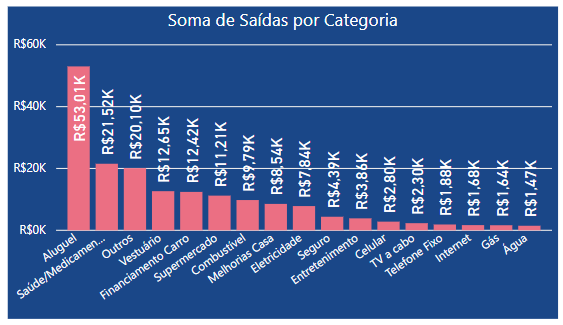 Soma de Saídas por Categoria
R$60K
R$40K
R$20K
R$0K
R$53,01K
R$21,52K
R$20,10K
R$12,65K
R$12,42K
R$11,21K
R$9,79K
R$8,54K
R$7,84K
R$4,39K
R$3,86K
R$2,80K
R$2,30K
R$1,88K
R$1,68K
R$1,64K
R$1,47K
Aluguel
Saúde/Medicamen...
Outros
Vestuário
Financiamento Carro
Supermercado
Combustível
Melhorias Casa
Eletricidade
Seguro
Entretenimento
Celular
TV a cabo
Telefone Fixo
Internet
Gás
Água